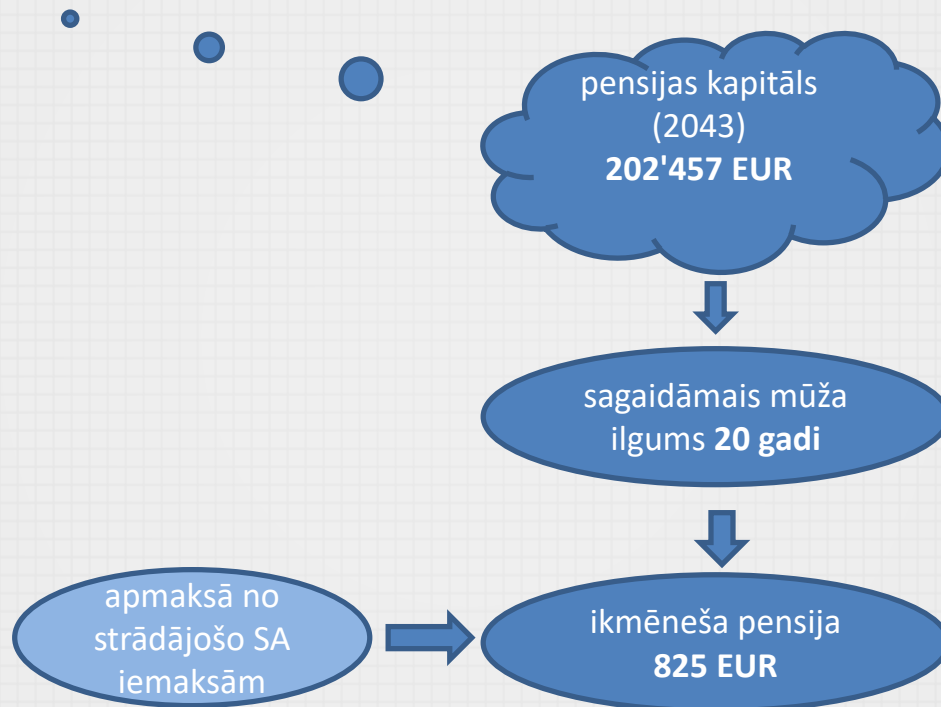 pensijas kapitāls
(2043)
202'457 EUR
sagaidāmais mūža
ilgums 20 gadi
apmaksā no
strādājošo SA
iemaksām
ikmēneša pensija
825 EUR